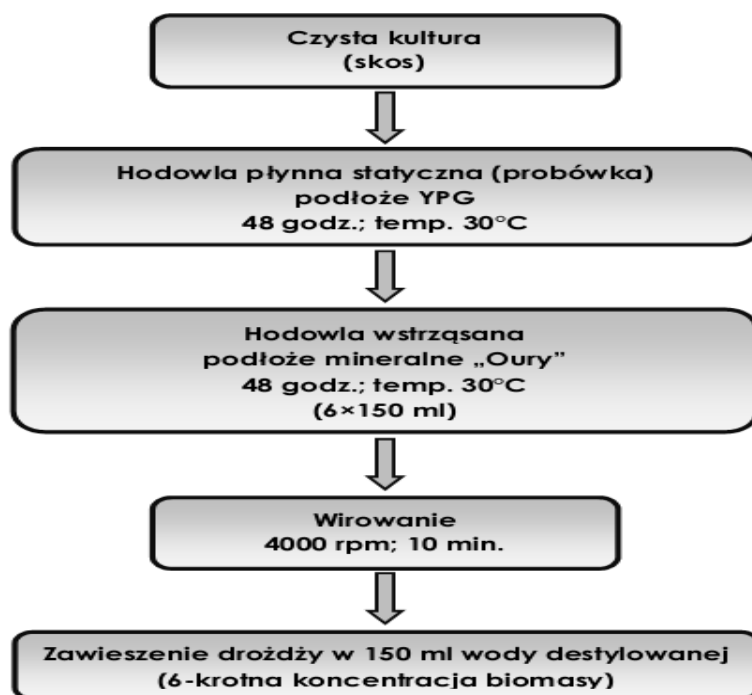 Czysta kultura
(skos)
Hodowla płynna statyczna (probówka)
podłoże YPG
48 godz.; temp. 30°C
Hodowla wstrząsana
podłoże mineralne „Oury”
48 godz.; temp. 30°C
(6×150 ml)
Wirowanie
4000 rpm; 10 min.
Zawieszenie drożdży w 150 ml wody destylowanej
(6-krotna koncentracja biomasy)